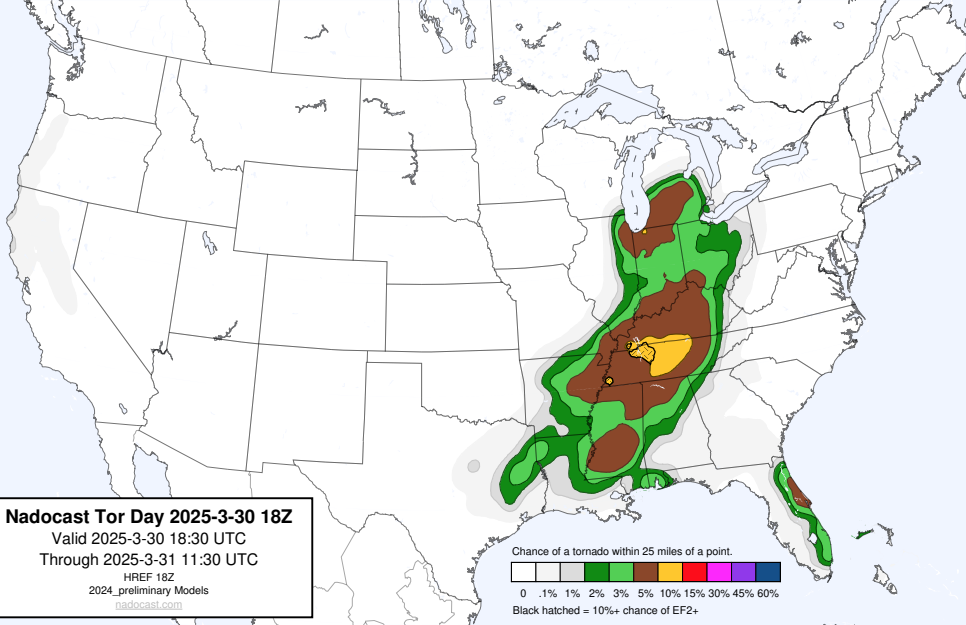 Nadocast Tor Day 2025-3-30 18Z
Valid 2025-3-30 18:30 UTC
Through 2025-3-31 11:30 UTC
HREF 18Z
2024_preliminary Models
nadocast.com
Chance of a tornado within 25 miles of a point.
0 .1% 1% 2% 3% 5% 10% 15% 30% 45% 60%
Black hatched = 10%+ chance of EF2+